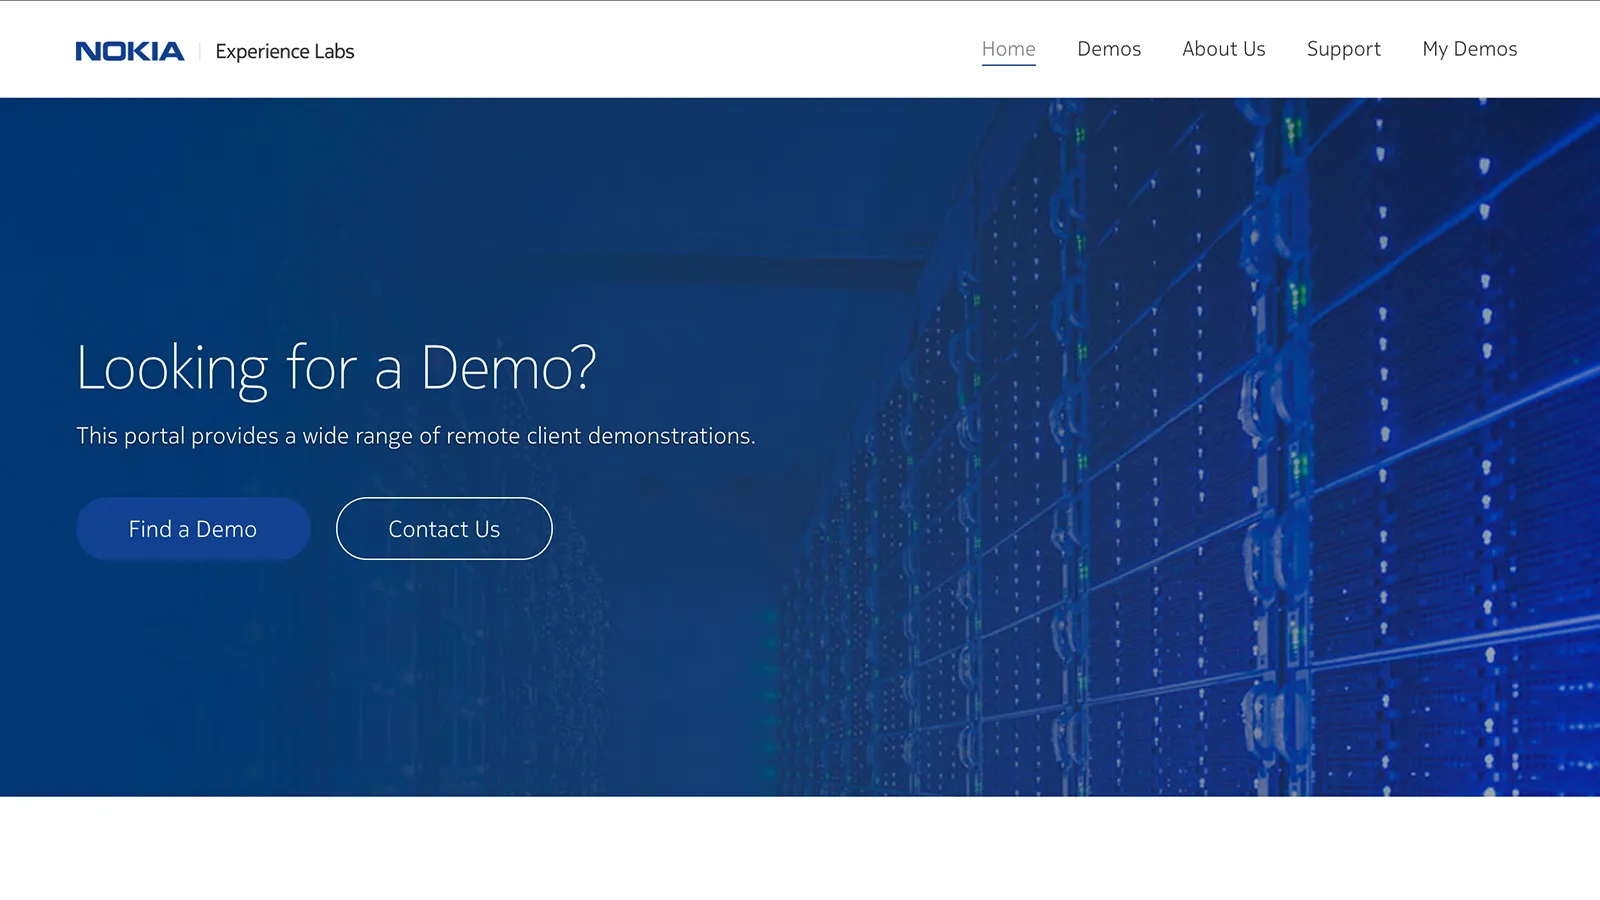 NOKIA Experience Labs
Home Demos About Us Support My Demos
Looking for a Demo?
This portal provides a wide range of remote client demonstrations.
Find a Demo Contact Us